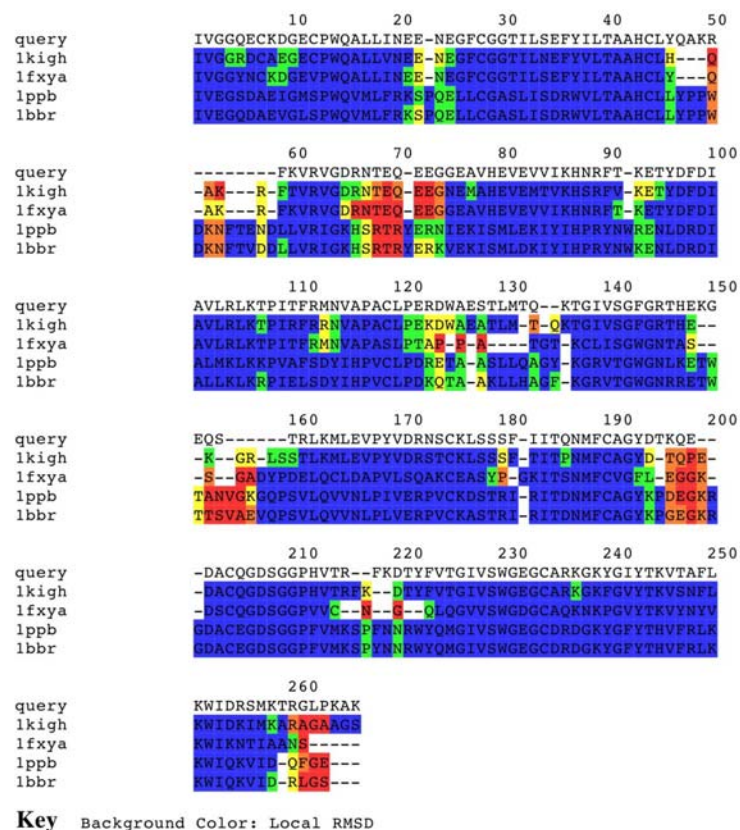 10 20 30 40 50
query IVGGQECKDGECPWQALLINEE-NEGFCGGTILSEFYILTAAHCLYQAKR
1kigh IVGGRDCAEGECPWQALLVNEE-NEGFCGGTILNEFYVLTAAHCLH---Q
1fxya IVGGYNCKDGEVPWQALLINEE-NEGFCGGTILSEFYILTAAHCLY---Q
1ppb IVEGSDAEIGMSPWQVMLFRKSPQELLCGASLISDRWVLTAAHCLLYPPW
1bbr IVEGQDAEVGLSPWQVMLFRKSPQELLCGASLISDRWVLTAAHCLLYPPW
60 70 80 90 100
query --------FKVRVGDRNTEQ-EEGGEAVHEVEVVIKHNRFT-KETYDFDI
1kigh AK---R-FTVRVGDRNTEQ-EEGNEMAHEVEMTVKHSRFV-KETYDFDI
1fxya AK---R-FKVRVGDRNTEQ-EEGGEAVHEVEVVIKHNRFT-KETYDFDI
1ppb DKNFTENDLLVRIGKHSRTRYERNIEKISMLEKIYIHPRYNWRENLDRDI
1bbr DKNFTVDDLLVRIGKHSRTRYERKVEKISMLDKIYIHPRYNWKENLDRDI
110 120 130 140 150
query AVLRLKTPITFRMNVAPACLPERDWAESTLMTQ--KTGIVSGFGRTHEKG
1kigh AVLRLKTPIRFRRNVAPACLPEKDWAEATLM-T-QKTGIVSGFGRTHE--
1fxya AVLRLKTPITFRMNVAPASLPTAP-P-A----TGT-KCLISGWGNTAS--
1ppb ALMKLKKPVAFSDYIHPVCLPDRETA-ASLLQAGY-KGRVTGWGNLKETW
1bbr ALLKLKRPIELSDYIHPVCLPDKQTA-AKLLHAGF-KGRVTGWGNRRETW
160 170 180 190 200
query EQS------TRLKMLEVPYVDRNSCKLSSSF-IITQNMFCAGYDTKQE--
1kigh -K--GR-LSSTLKMLEVPYVDRSTCKLSSSF-TITPNMFCAGYD-TQPE-
1fxya -S--GADYPDELQCLDAPVLSQAKCEASYP-GKITSNMFCVGFL-EGGK-
1ppb TANVGKGQPSVLQVVNLPIVERPVCKDSTRI-RITDNMFCAGYKPDEGKR
1bbr TTSVAEVQPSVLQVVNLPLVERPVCKASTRI-RITDNMFCAGYKPGEGKR
210 220 230 240 250
query -DACQGDSGGPHVTR--FKDTYFVTGIVSWGEGCARKGKYGIYTKVTAFL
1kigh -DACQGDSGGPHVTRFK--DTYFVTGIVSWGEGCARKGKFGVYTKVSNFL
1fxya -DSCQGDSGGPVVC--N--G-QLQGVVSWGDGCAQKNKPGVYTKVYNYV
1ppb GDACEGDSGGPFVMKSPFNNRWYQMGIVSWGEGCDRDGKYGFYTHVFRLK
1bbr GDACEGDSGGPFVMKSPYNNRWYQMGIVSWGEGCDRDGKYGFYTHVFRLK
260
query KWIDRSMKTRGLPKAK
1kigh KWIDKIMKARAGAAGS
1fxya KWIKNTIAANS-----
1ppb KWIQKVID-QFGE---
1bbr KWIQKVID-RLGS---
Key Background Color: Local RMSD